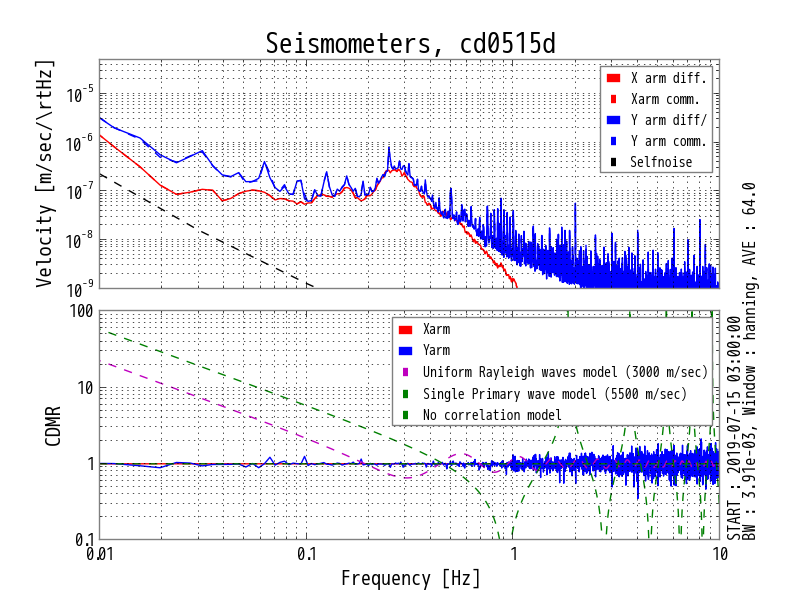 Seismometers, cd0515d
Velocity [m/sec/\rtHz]
10^-5
10^-6
10^-7
10^-8
10^-9
X arm diff.
Xarm comm.
Y arm diff/
Y arm comm.
Selfnoise
CDMR
100
10
1
0.1
Xarm
Yarm
Uniform Rayleigh waves model (3000 m/sec)
Single Primary wave model (5500 m/sec)
No correlation model
0.01
0.1
1
10
Frequency [Hz]
START : 2019-07-15 03:00:00
BW : 3.91e-03, Window : hanning, AVE : 64.0